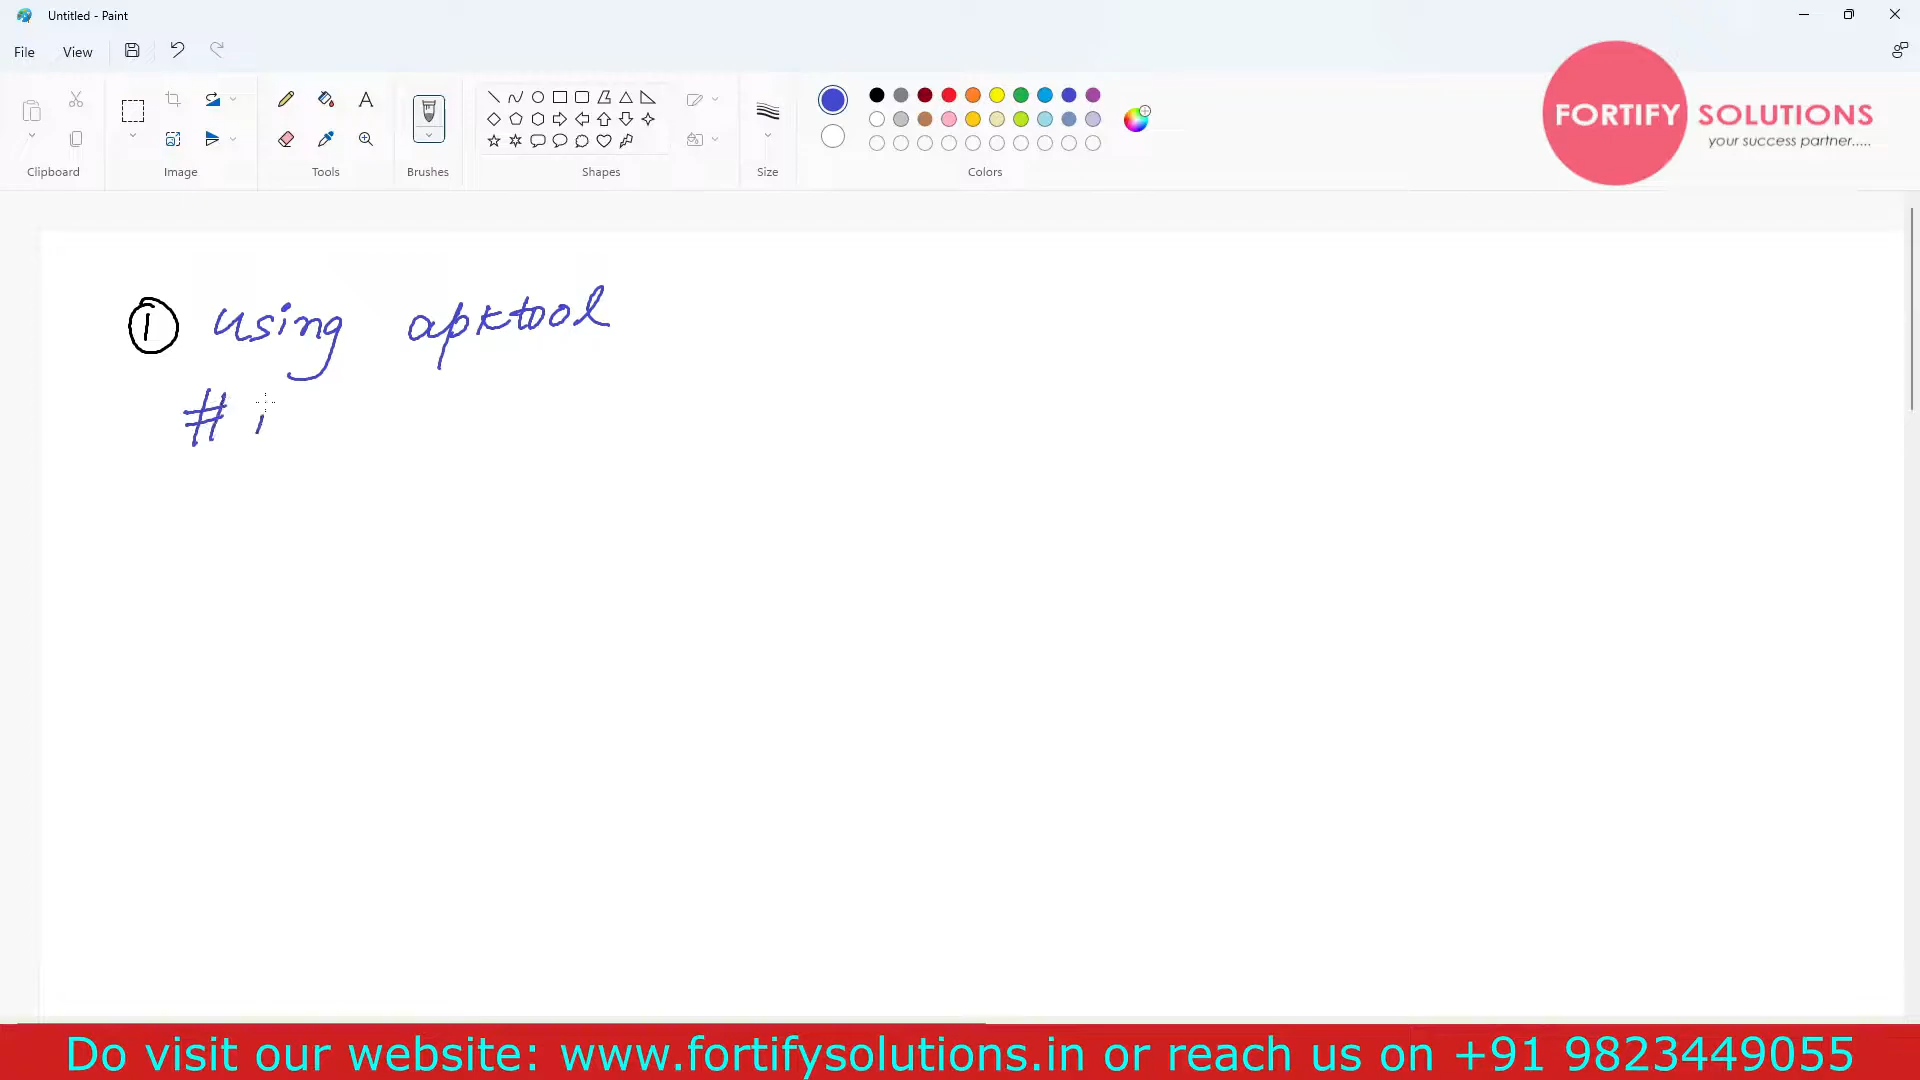 Untitled - Paint
File View
Clipboard Image Tools Brushes Shapes Size Colors
FORTIFY SOLUTIONS
your success partner.....
① using apktool
# i
Do visit our website: www.fortifysolutions.in or reach us on +91 9823449055